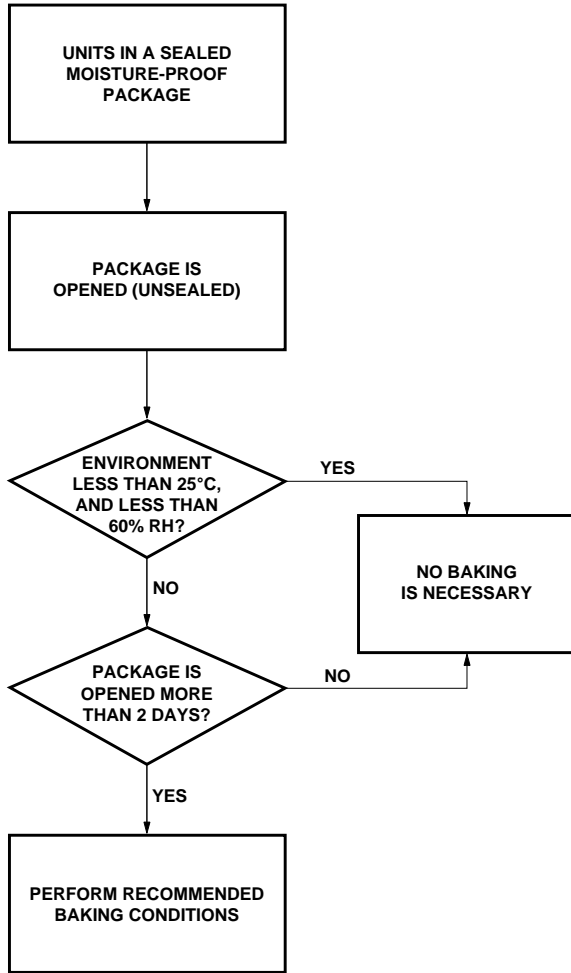 UNITS IN A SEALED
MOISTURE-PROOF
PACKAGE
PACKAGE IS
OPENED (UNSEALED)
ENVIRONMENT
LESS THAN 25°C,
AND LESS THAN
60% RH?
YES
NO BAKING
IS NECESSARY
NO
PACKAGE IS
OPENED MORE
THAN 2 DAYS?
NO
YES
PERFORM RECOMMENDED
BAKING CONDITIONS